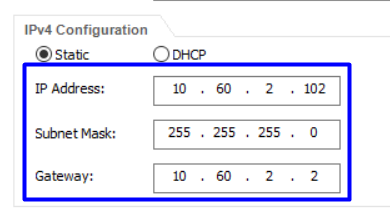 IPv4 Configuration
Static DHCP
IP Address: 10 . 60 . 2 . 102
Subnet Mask: 255 . 255 . 255 . 0
Gateway: 10 . 60 . 2 . 2